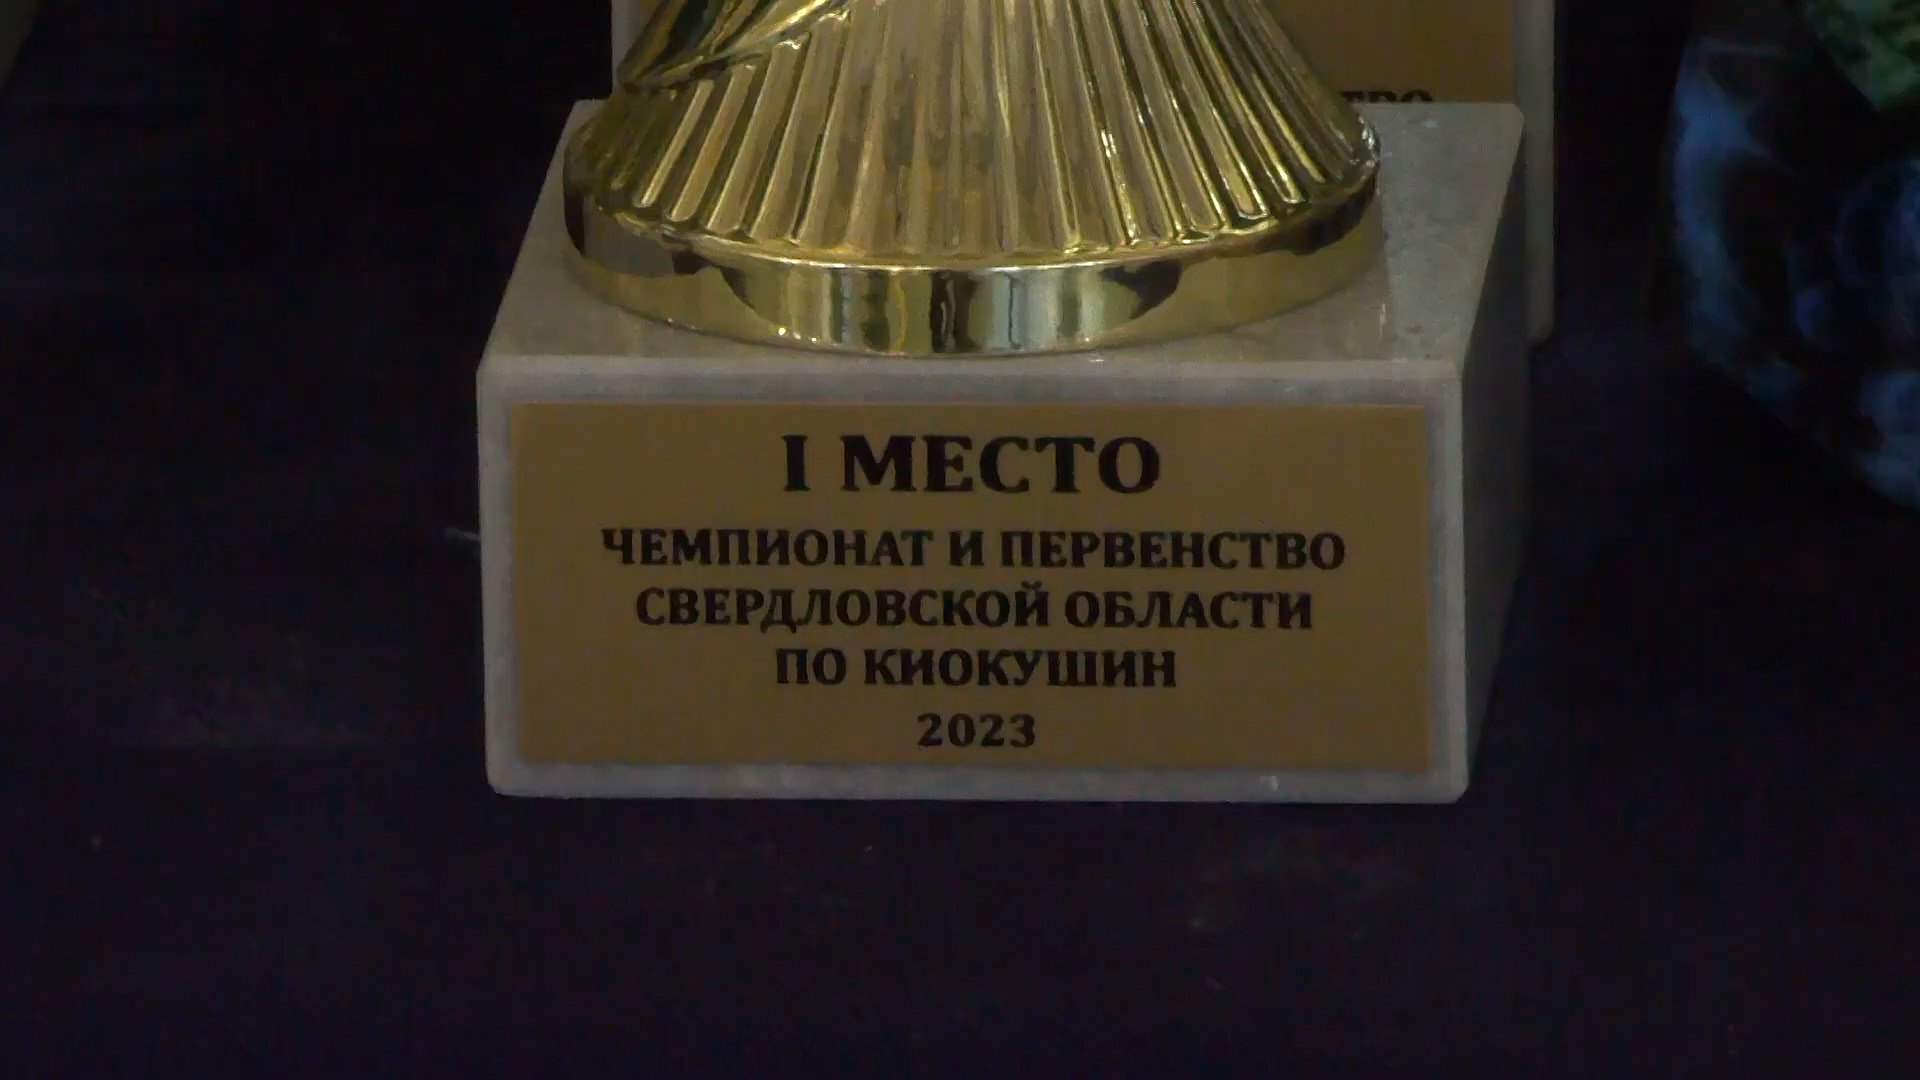 I МЕСТО
ЧЕМПИОНАТ И ПЕРВЕНСТВО
СВЕРДЛОВСКОЙ ОБЛАСТИ
ПО КИОКУШИН
2023